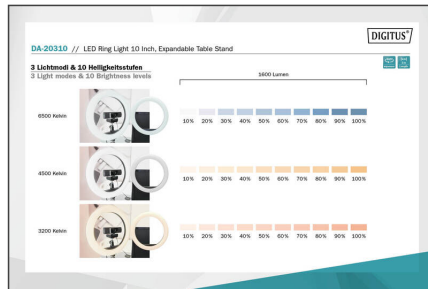 DIGITUS®
DA-20310 // LED Ring Light 10 Inch, Expandable Table Stand
3 Lichtmodi & 10 Helligkeitsstufen
3 Light modes & 10 Brightness levels
1600 Lumen
6500 Kelvin
10% 20% 30% 40% 50% 60% 70% 80% 90% 100%
4500 Kelvin
10% 20% 30% 40% 50% 60% 70% 80% 90% 100%
3200 Kelvin
10% 20% 30% 40% 50% 60% 70% 80% 90% 100%